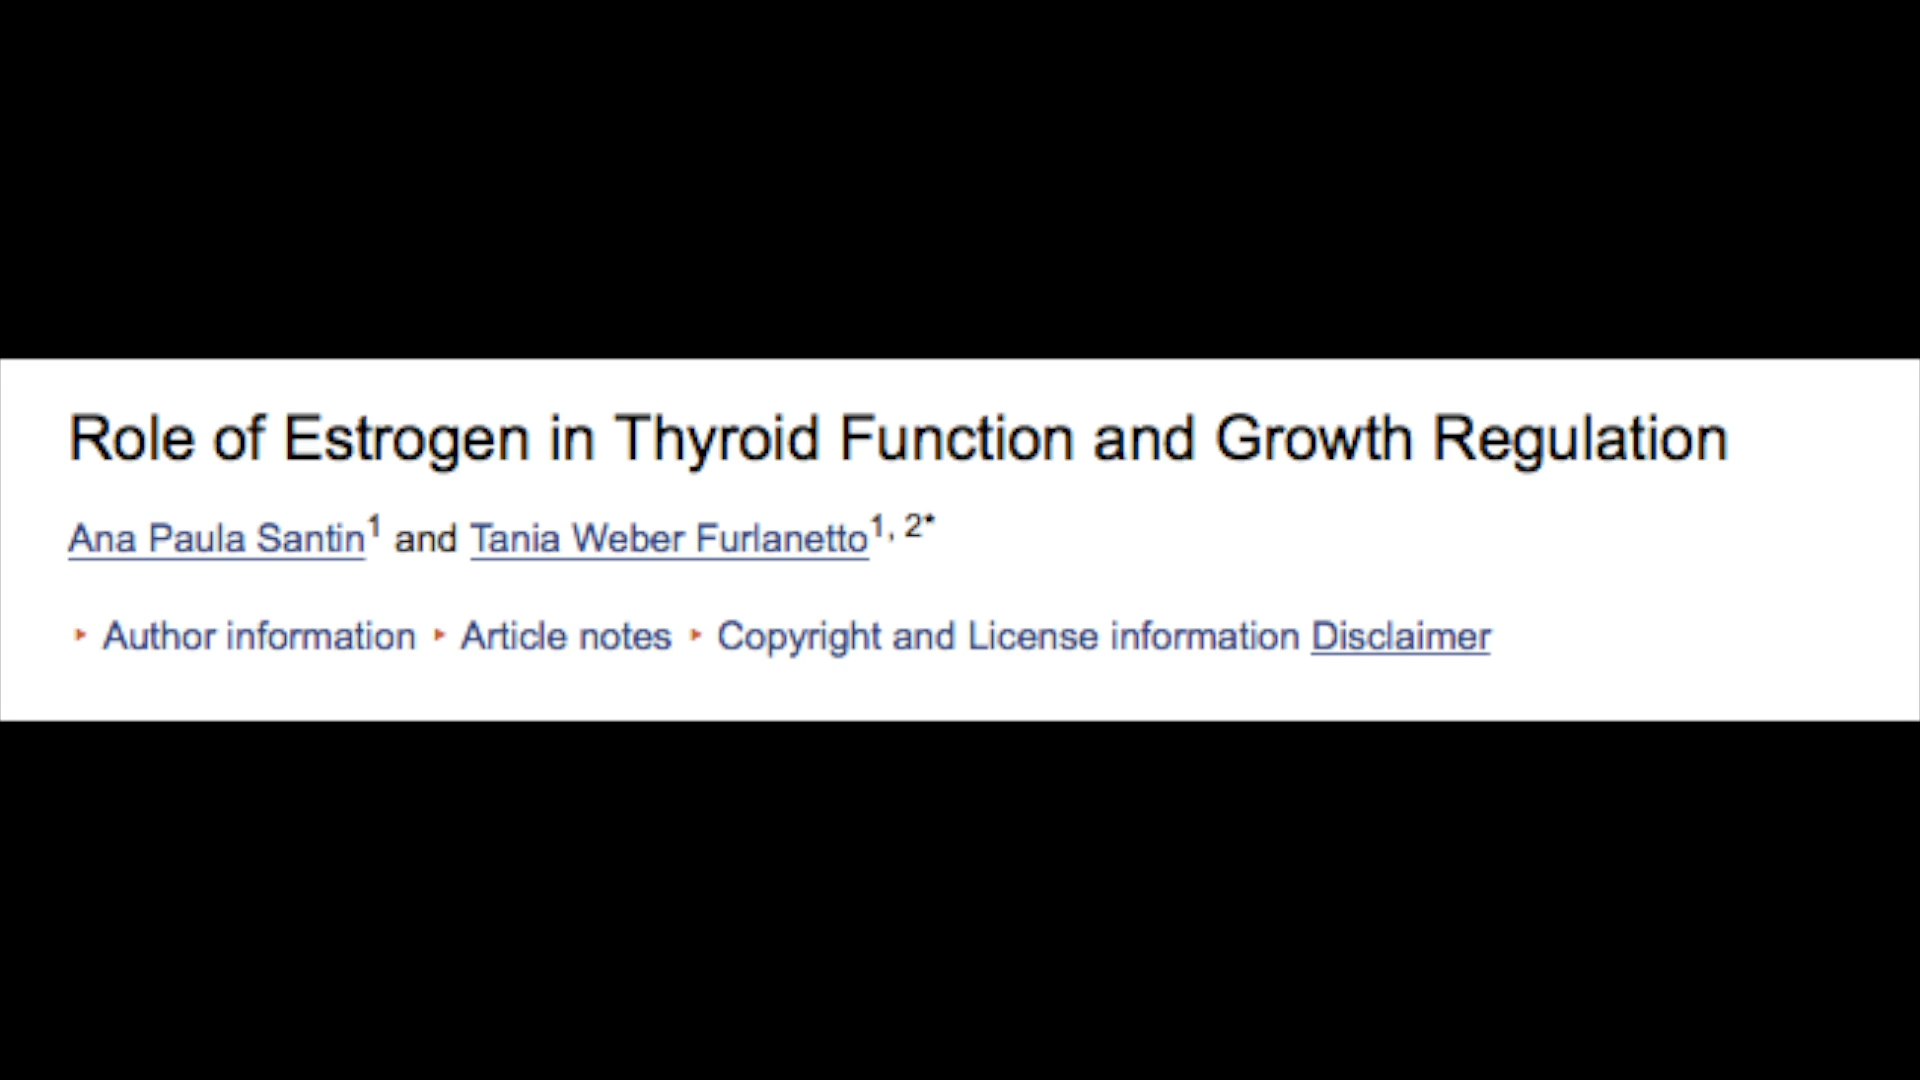 Role of Estrogen in Thyroid Function and Growth Regulation
Ana Paula Santin1 and Tania Weber Furlanetto1, 2*
‣ Author information ‣ Article notes ‣ Copyright and License information Disclaimer